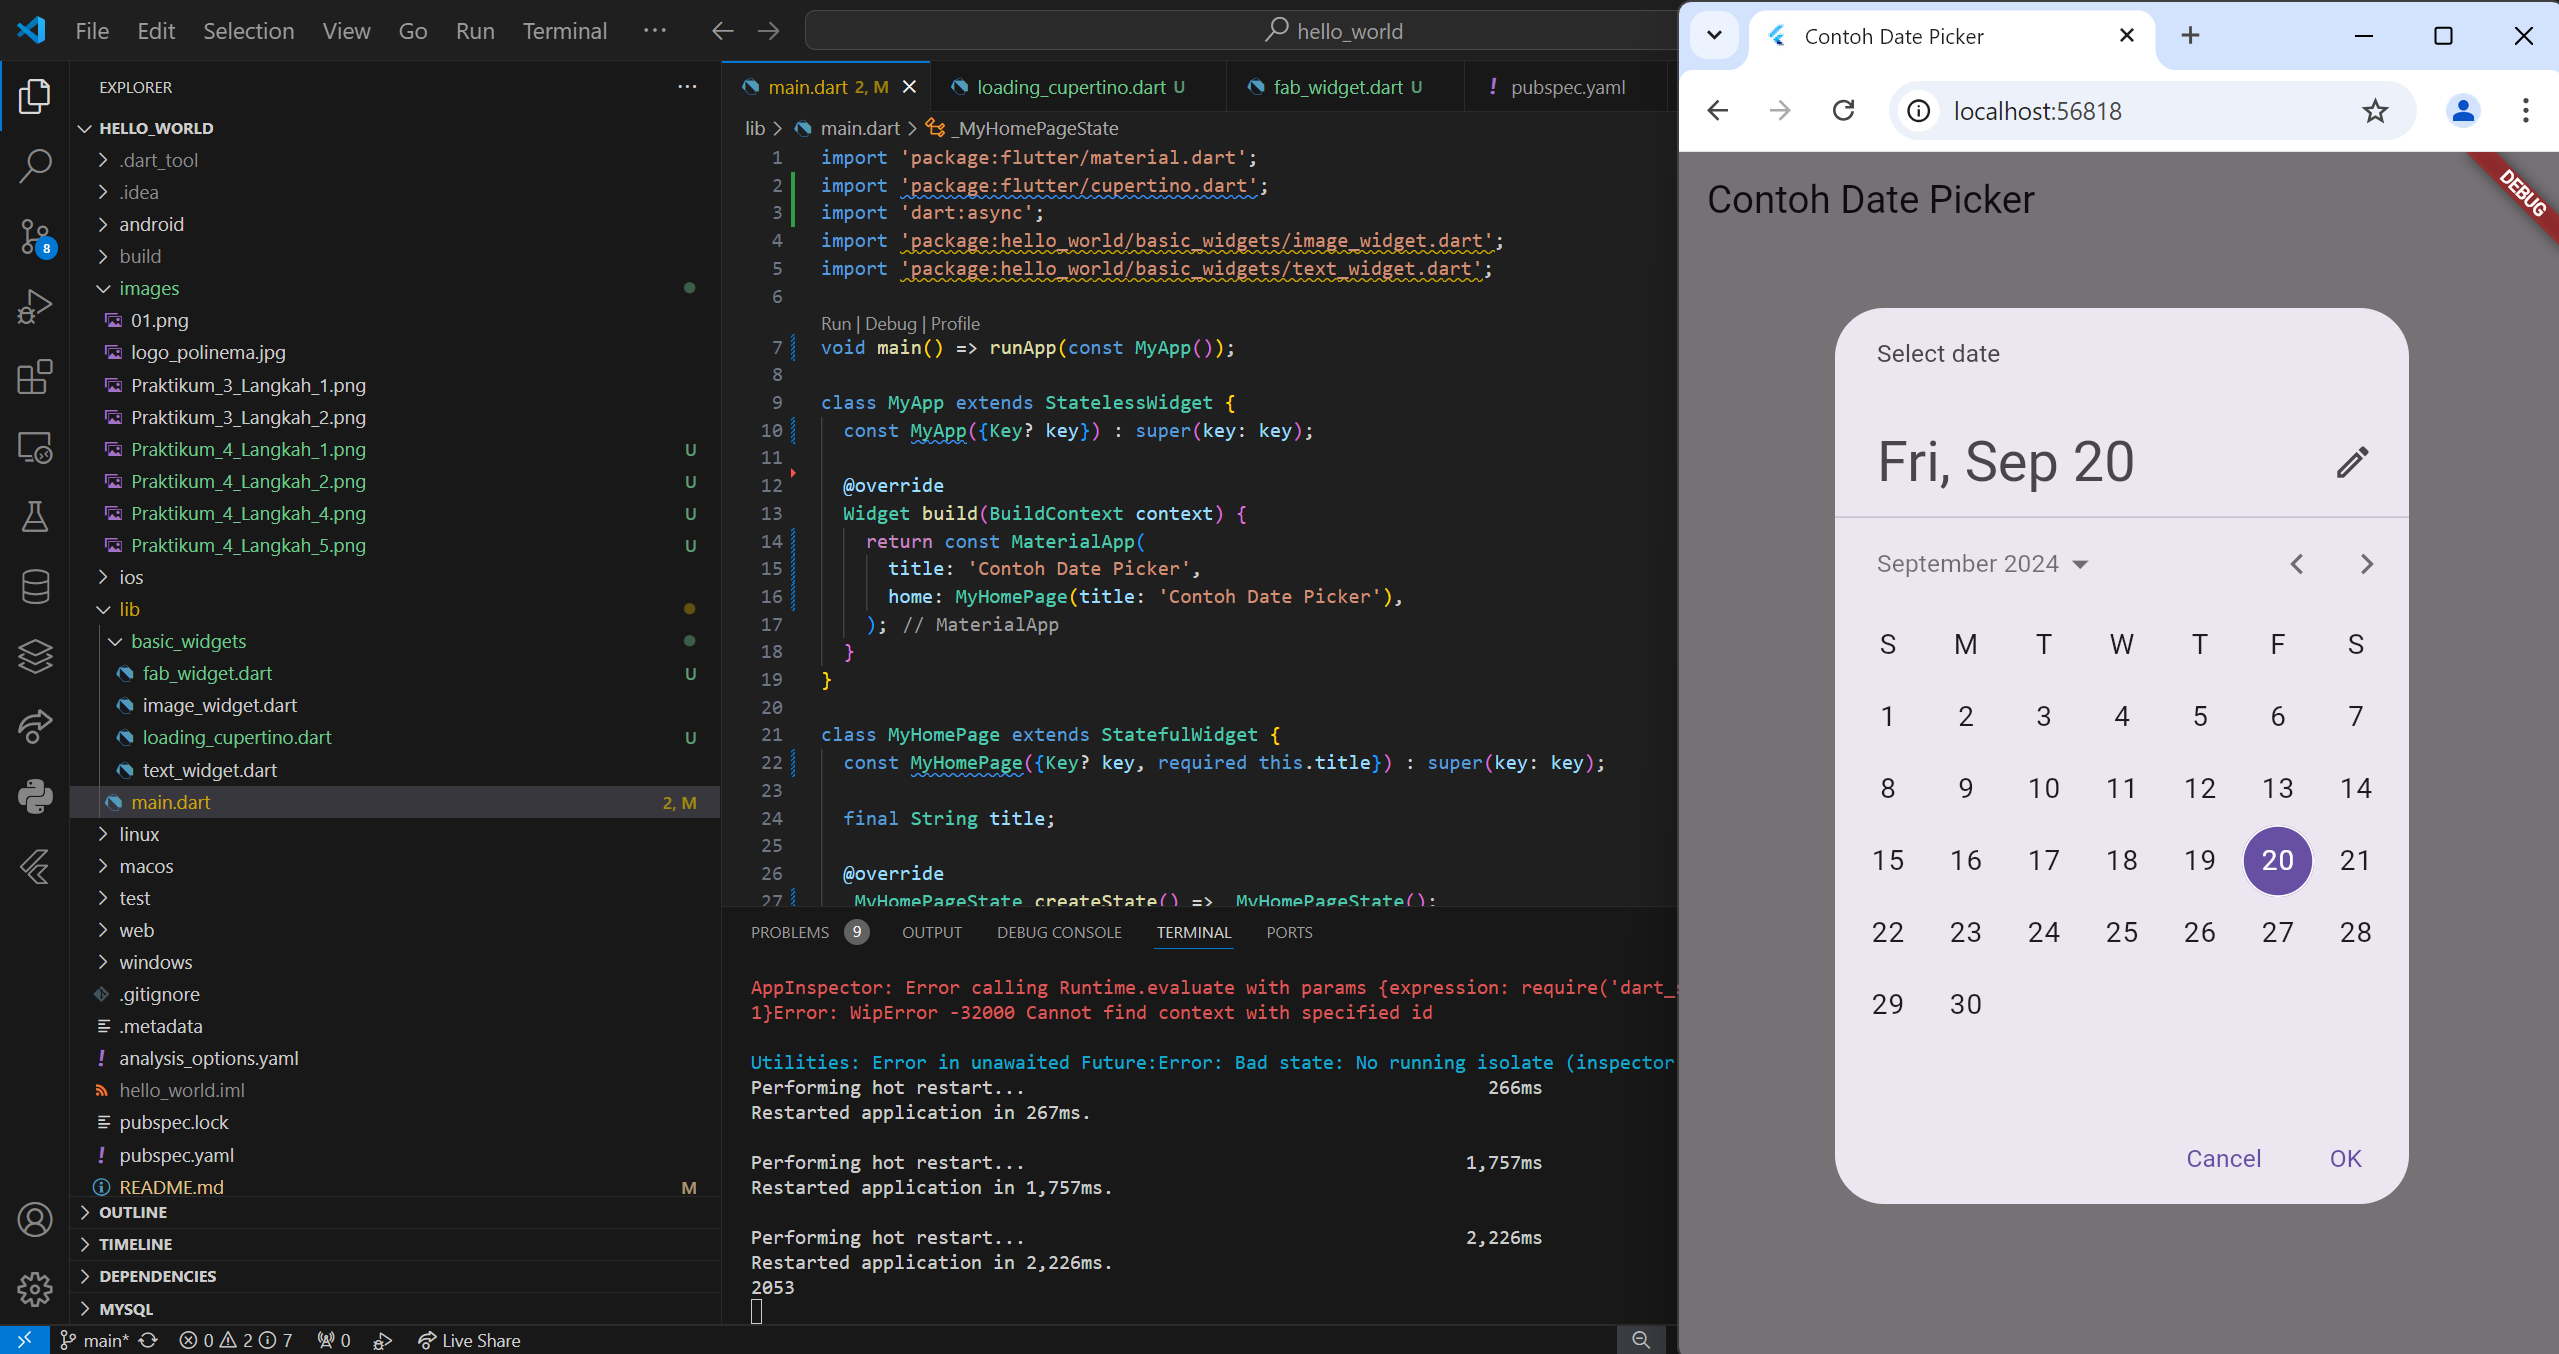 File Edit Selection View Go Run Terminal ··· hello_world
EXPLORER ···
HELLO_WORLD
.dart_tool
.idea
android
build
images
01.png
logo_polinema.jpg
Praktikum_3_Langkah_1.png
Praktikum_3_Langkah_2.png
Praktikum_4_Langkah_1.png U
Praktikum_4_Langkah_2.png U
Praktikum_4_Langkah_4.png U
Praktikum_4_Langkah_5.png U
ios
lib
basic_widgets
fab_widget.dart U
image_widget.dart
loading_cupertino.dart U
text_widget.dart
main.dart 2, M
linux
macos
test
web
windows
.gitignore
.metadata
! analysis_options.yaml
hello_world.iml
pubspec.lock
! pubspec.yaml
README.md M
OUTLINE
TIMELINE
DEPENDENCIES
MYSQL
8
main.dart 2, M loading_cupertino.dart U fab_widget.dart U ! pubspec.yaml
lib > main.dart > _MyHomePageState
1 import 'package:flutter/material.dart';
2 import 'package:flutter/cupertino.dart';
3 import 'dart:async';
4 import 'package:hello_world/basic_widgets/image_widget.dart';
5 import 'package:hello_world/basic_widgets/text_widget.dart';
6
Run | Debug | Profile
7 void main() => runApp(const MyApp());
8
9 class MyApp extends StatelessWidget {
10 const MyApp({Key? key}) : super(key: key);
11
12 @override
13 Widget build(BuildContext context) {
14 return const MaterialApp(
15 title: 'Contoh Date Picker',
16 home: MyHomePage(title: 'Contoh Date Picker'),
17 ); // MaterialApp
18 }
19 }
20
21 class MyHomePage extends StatefulWidget {
22 const MyHomePage({Key? key, required this.title}) : super(key: key);
23
24 final String title;
25
26 @override
27 _MyHomePageState createState() => _MyHomePageState();
PROBLEMS 9 OUTPUT DEBUG CONSOLE TERMINAL PORTS
AppInspector: Error calling Runtime.evaluate with params {expression: require('dart_
1}Error: WipError -32000 Cannot find context with specified id
Utilities: Error in unawaited Future:Error: Bad state: No running isolate (inspector
Performing hot restart... 266ms
Restarted application in 267ms.
Performing hot restart... 1,757ms
Restarted application in 1,757ms.
Performing hot restart... 2,226ms
Restarted application in 2,226ms.
2053
main* 0 2 7 0 Live Share
Contoh Date Picker
localhost:56818
Contoh Date Picker
DEBUG
Select date
Fri, Sep 20
September 2024
S M T W T F S
1 2 3 4 5 6 7
8 9 10 11 12 13 14
15 16 17 18 19 20 21
22 23 24 25 26 27 28
29 30
Cancel OK